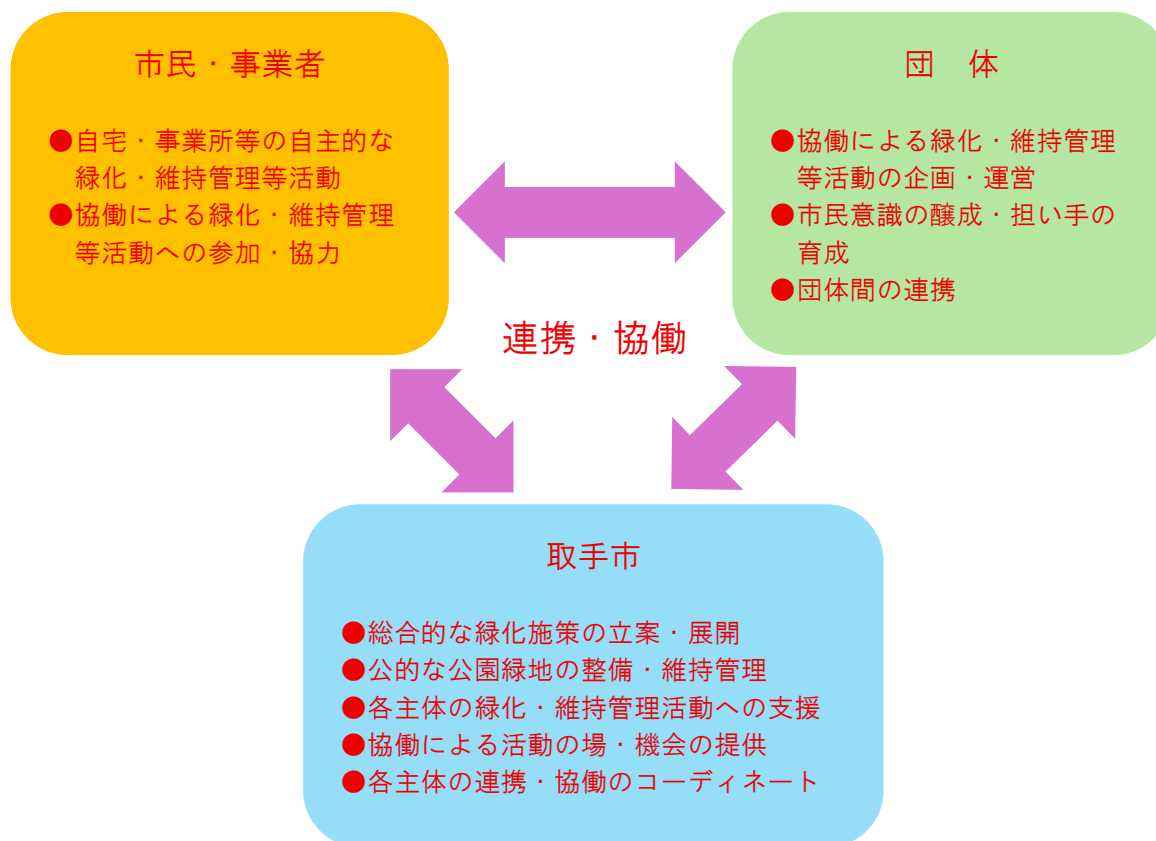 市民・事業者
●自宅・事業所等の自主的な
緑化・維持管理等活動
●協働による緑化・維持管理
等活動への参加・協力
団　体
●協働による緑化・維持管理
等活動の企画・運営
●市民意識の醸成・担い手の
育成
●団体間の連携
連携・協働
取手市
●総合的な緑化施策の立案・展開
●公的な公園緑地の整備・維持管理
●各主体の緑化・維持管理活動への支援
●協働による活動の場・機会の提供
●各主体の連携・協働のコーディネート